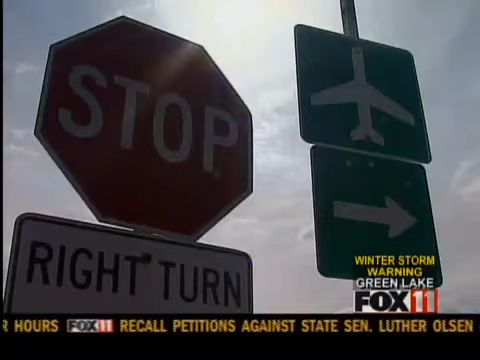 STOP
RIGHT TURN
WINTER STORM
WARNING
GREEN LAKE
FOX 11
R HOURS FOX 11 RECALL PETITIONS AGAINST STATE SEN. LUTHER OLSEN